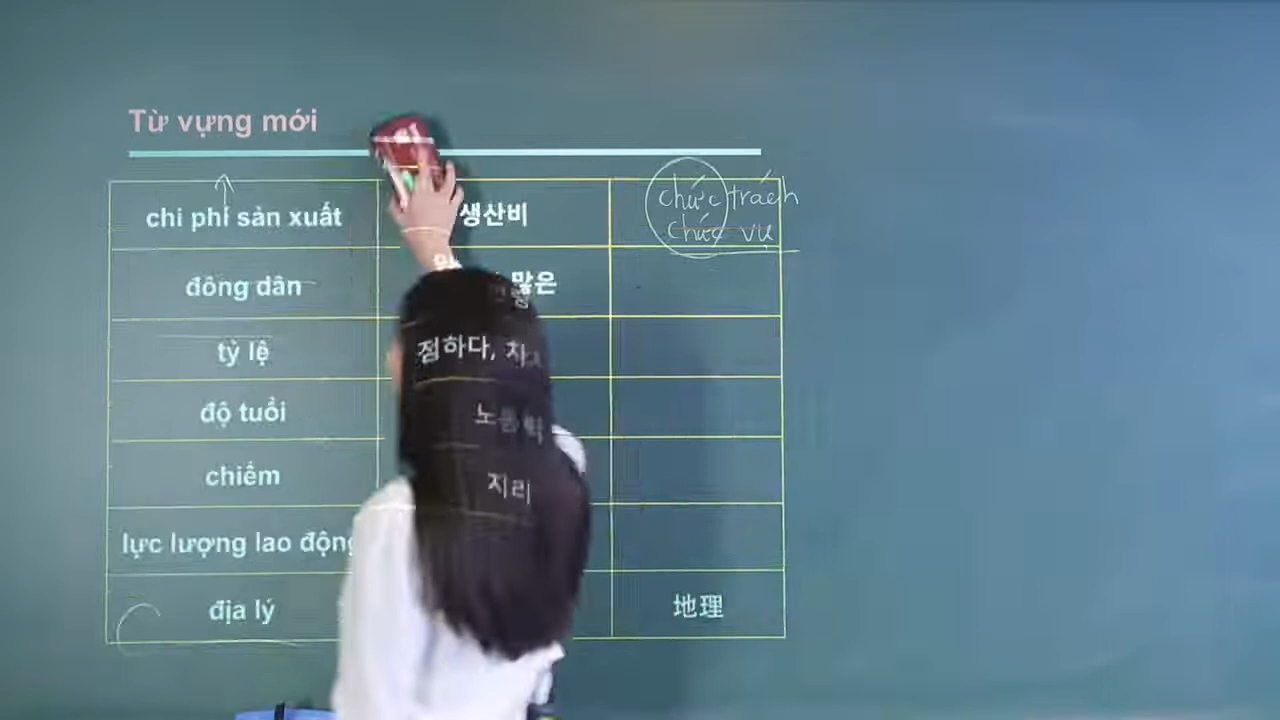 Từ vựng mới
chi phí sản xuất
생산비
chức trách
chức vụ
đông dân
많은
tỷ lệ
점하다,
độ tuổi
chiếm
지리
lực lượng lao động
địa lý
地理